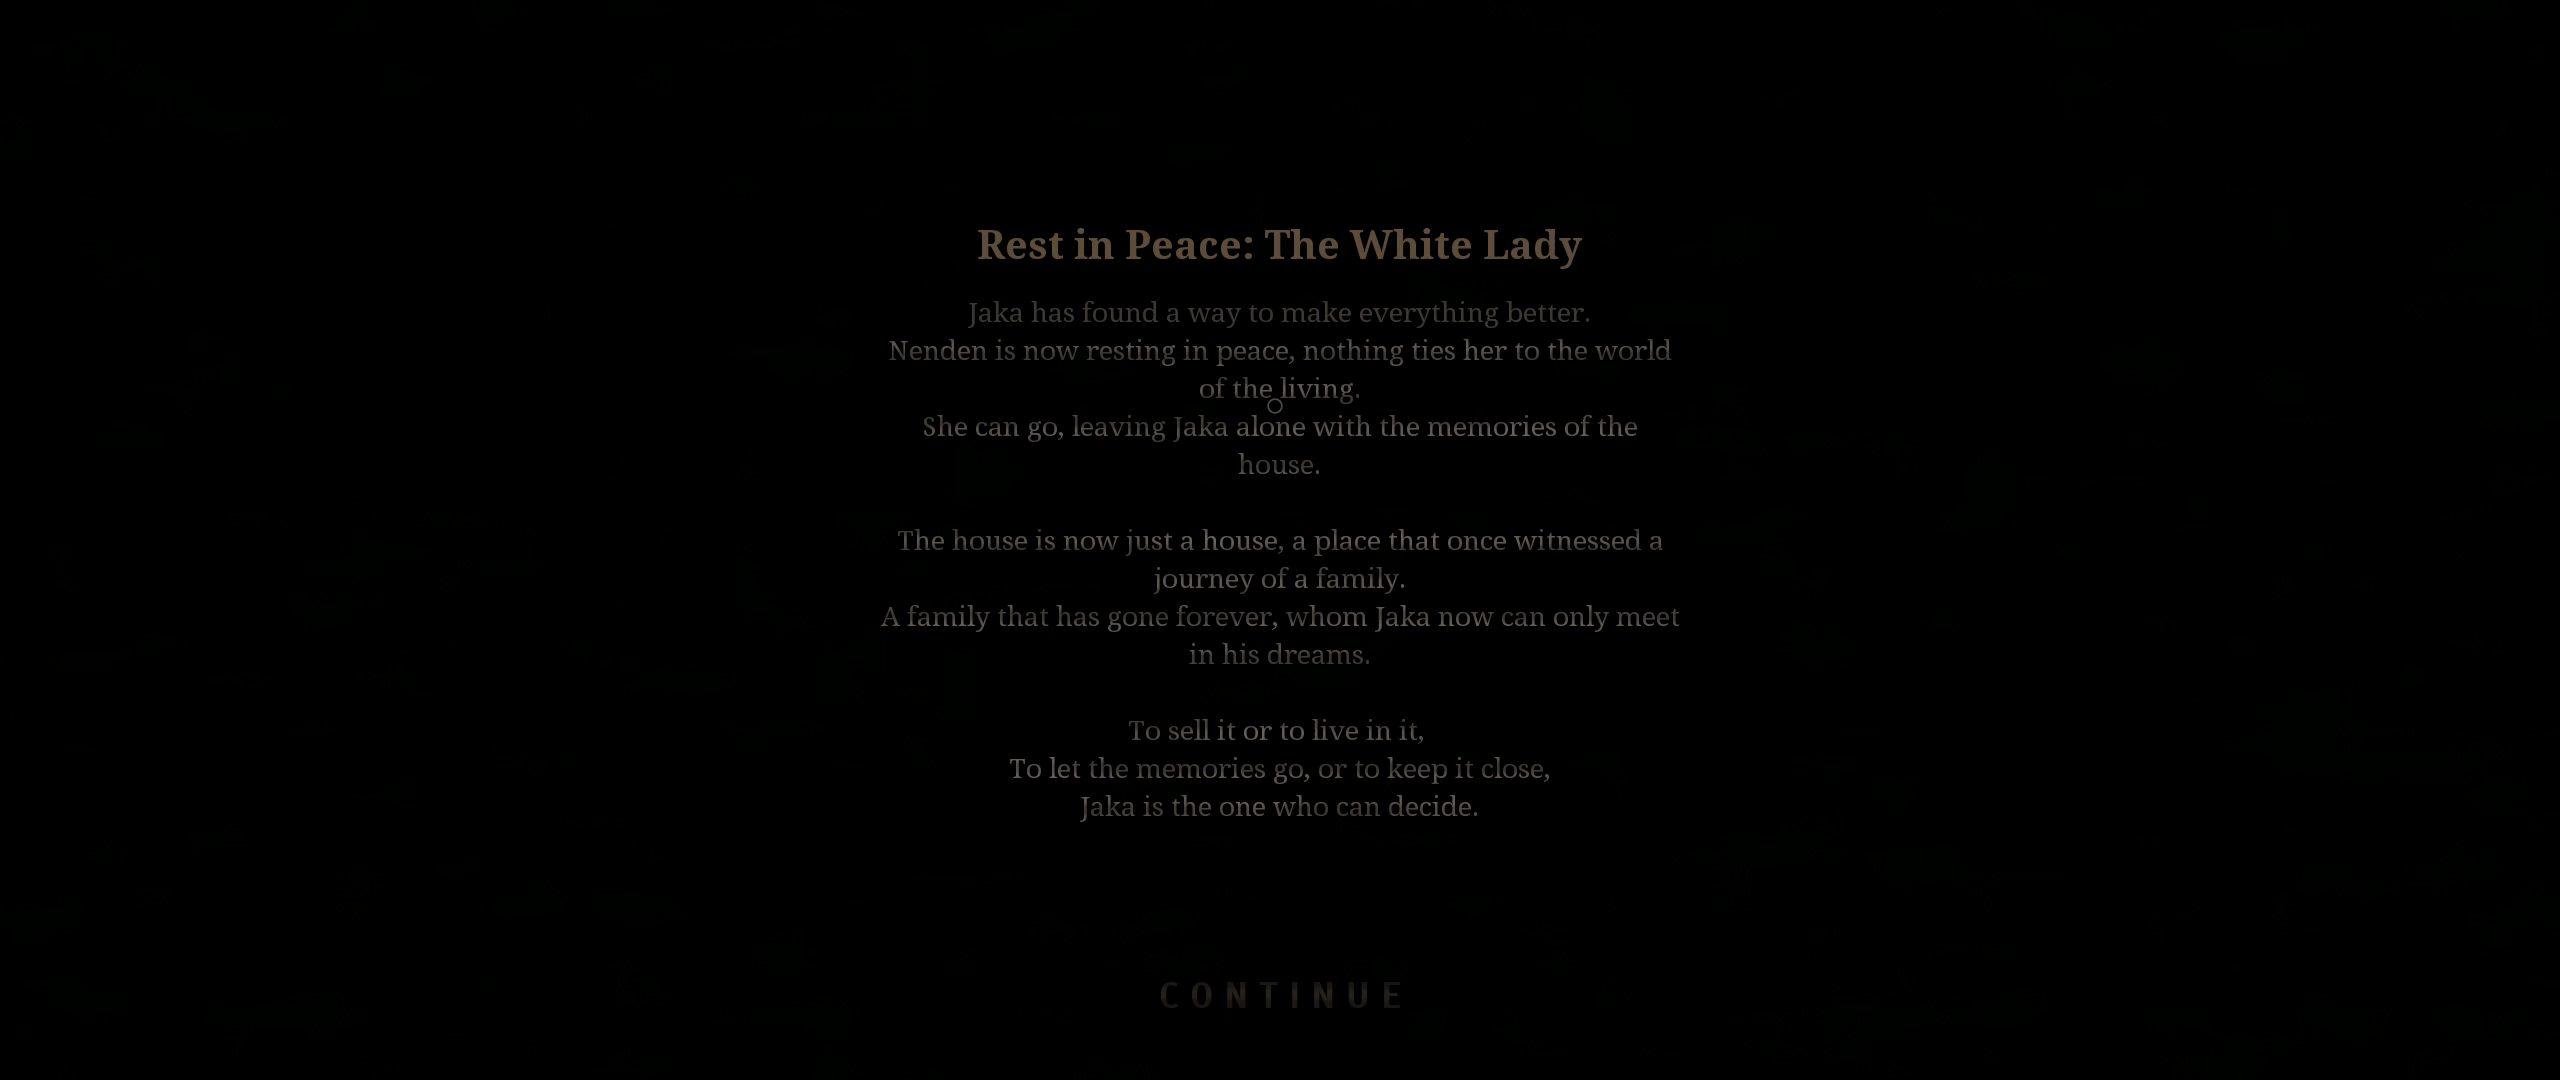 Rest in Peace: The White Lady
Jaka has found a way to make everything better.
Nenden is now resting in peace, nothing ties her to the world
of the living.
She can go, leaving Jaka alone with the memories of the
house.
The house is now just a house, a place that once witnessed a
journey of a family.
A family that has gone forever, whom Jaka now can only meet
in his dreams.
To sell it or to live in it,
To let the memories go, or to keep it close,
Jaka is the one who can decide.
CONTINUE